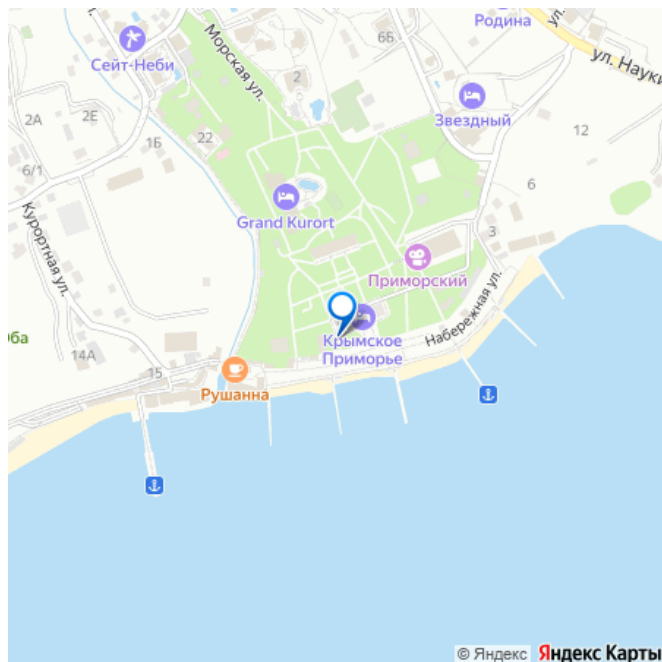 Родина
ул.
6Б
Морская ул.
ул. Науки
Сейт-Неби
2
2А
2Е
Звездный
12
22
1Б
6/1
6
Grand Kurort
Курортная ул.
3
Приморский
Набережная ул.
Крымское
Приморье
14А
15
Рушанна
© Яндекс Яндекс Карты